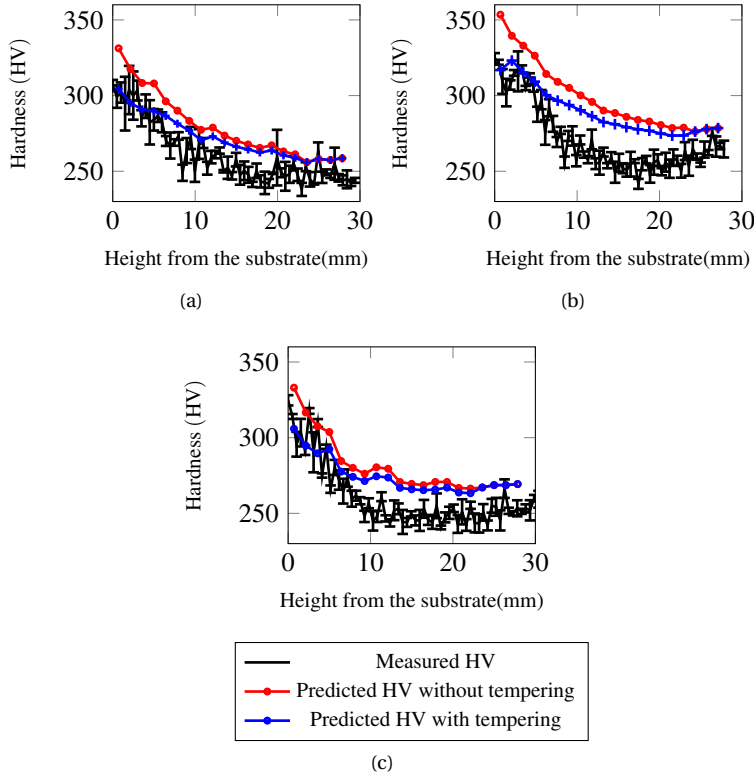 350
300
250
Hardness (HV)
0 10 20 30
Height from the substrate(mm)
(a)
350
300
250
Hardness (HV)
0 10 20 30
Height from the substrate(mm)
(b)
350
300
250
Hardness (HV)
0 10 20 30
Height from the substrate(mm)
Measured HV
Predicted HV without tempering
Predicted HV with tempering
(c)